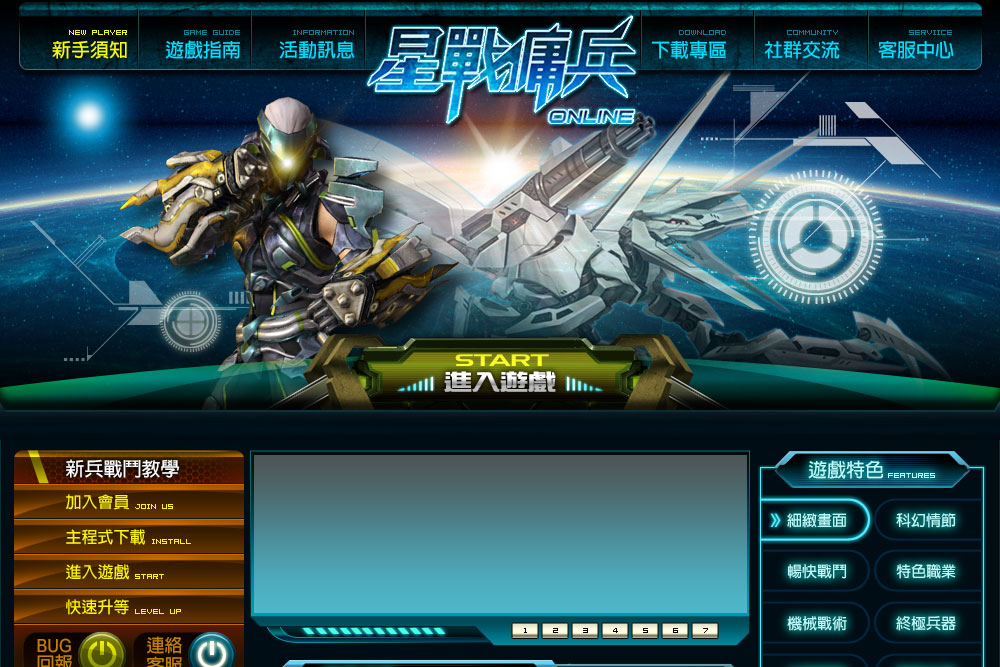 NEW PLAYER
新手須知
GAME GUIDE
遊戲指南
INFORMATION
活動訊息
星戰傭兵
ONLINE
DOWNLOAD
下載專區
COMMUNITY
社群交流
SERVIICE
客服中心
START
進入遊戲
新兵戰鬥教學
加入會員 JOIN US
主程式下載 INSTALL
進入遊戲 START
快速升等 LEVEL UP
BUG
回報
連絡
客服
1 2 3 4 5 6 7
遊戲特色 FEATURES
細緻畫面
科幻情節
暢快戰鬥
特色職業
機械戰術
終極兵器